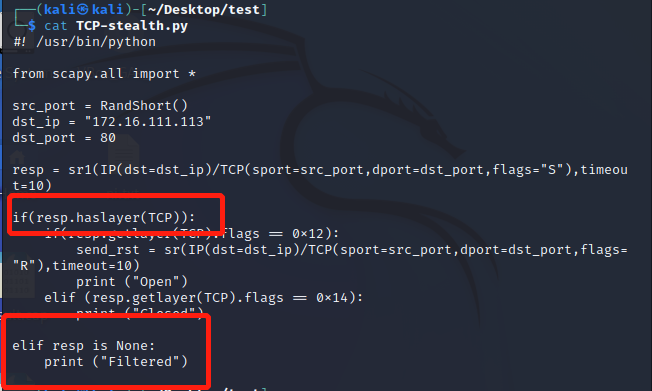 ┌──(kali㉿kali)-[~/Desktop/test]
└─$ cat TCP-stealth.py
#! /usr/bin/python
from scapy.all import *
src_port = RandShort()
dst_ip = "172.16.111.113"
dst_port = 80
resp = sr1(IP(dst=dst_ip)/TCP(sport=src_port,dport=dst_port,flags="S"),timeou
t=10)
if(resp.haslayer(TCP)):
if(resp.getlayer(TCP).flags == 0×12):
send_rst = sr(IP(dst=dst_ip)/TCP(sport=src_port,dport=dst_port,flags=
"R"),timeout=10)
print ("Open")
elif (resp.getlayer(TCP).flags == 0×14):
print ("Closed")
elif resp is None:
print ("Filtered")